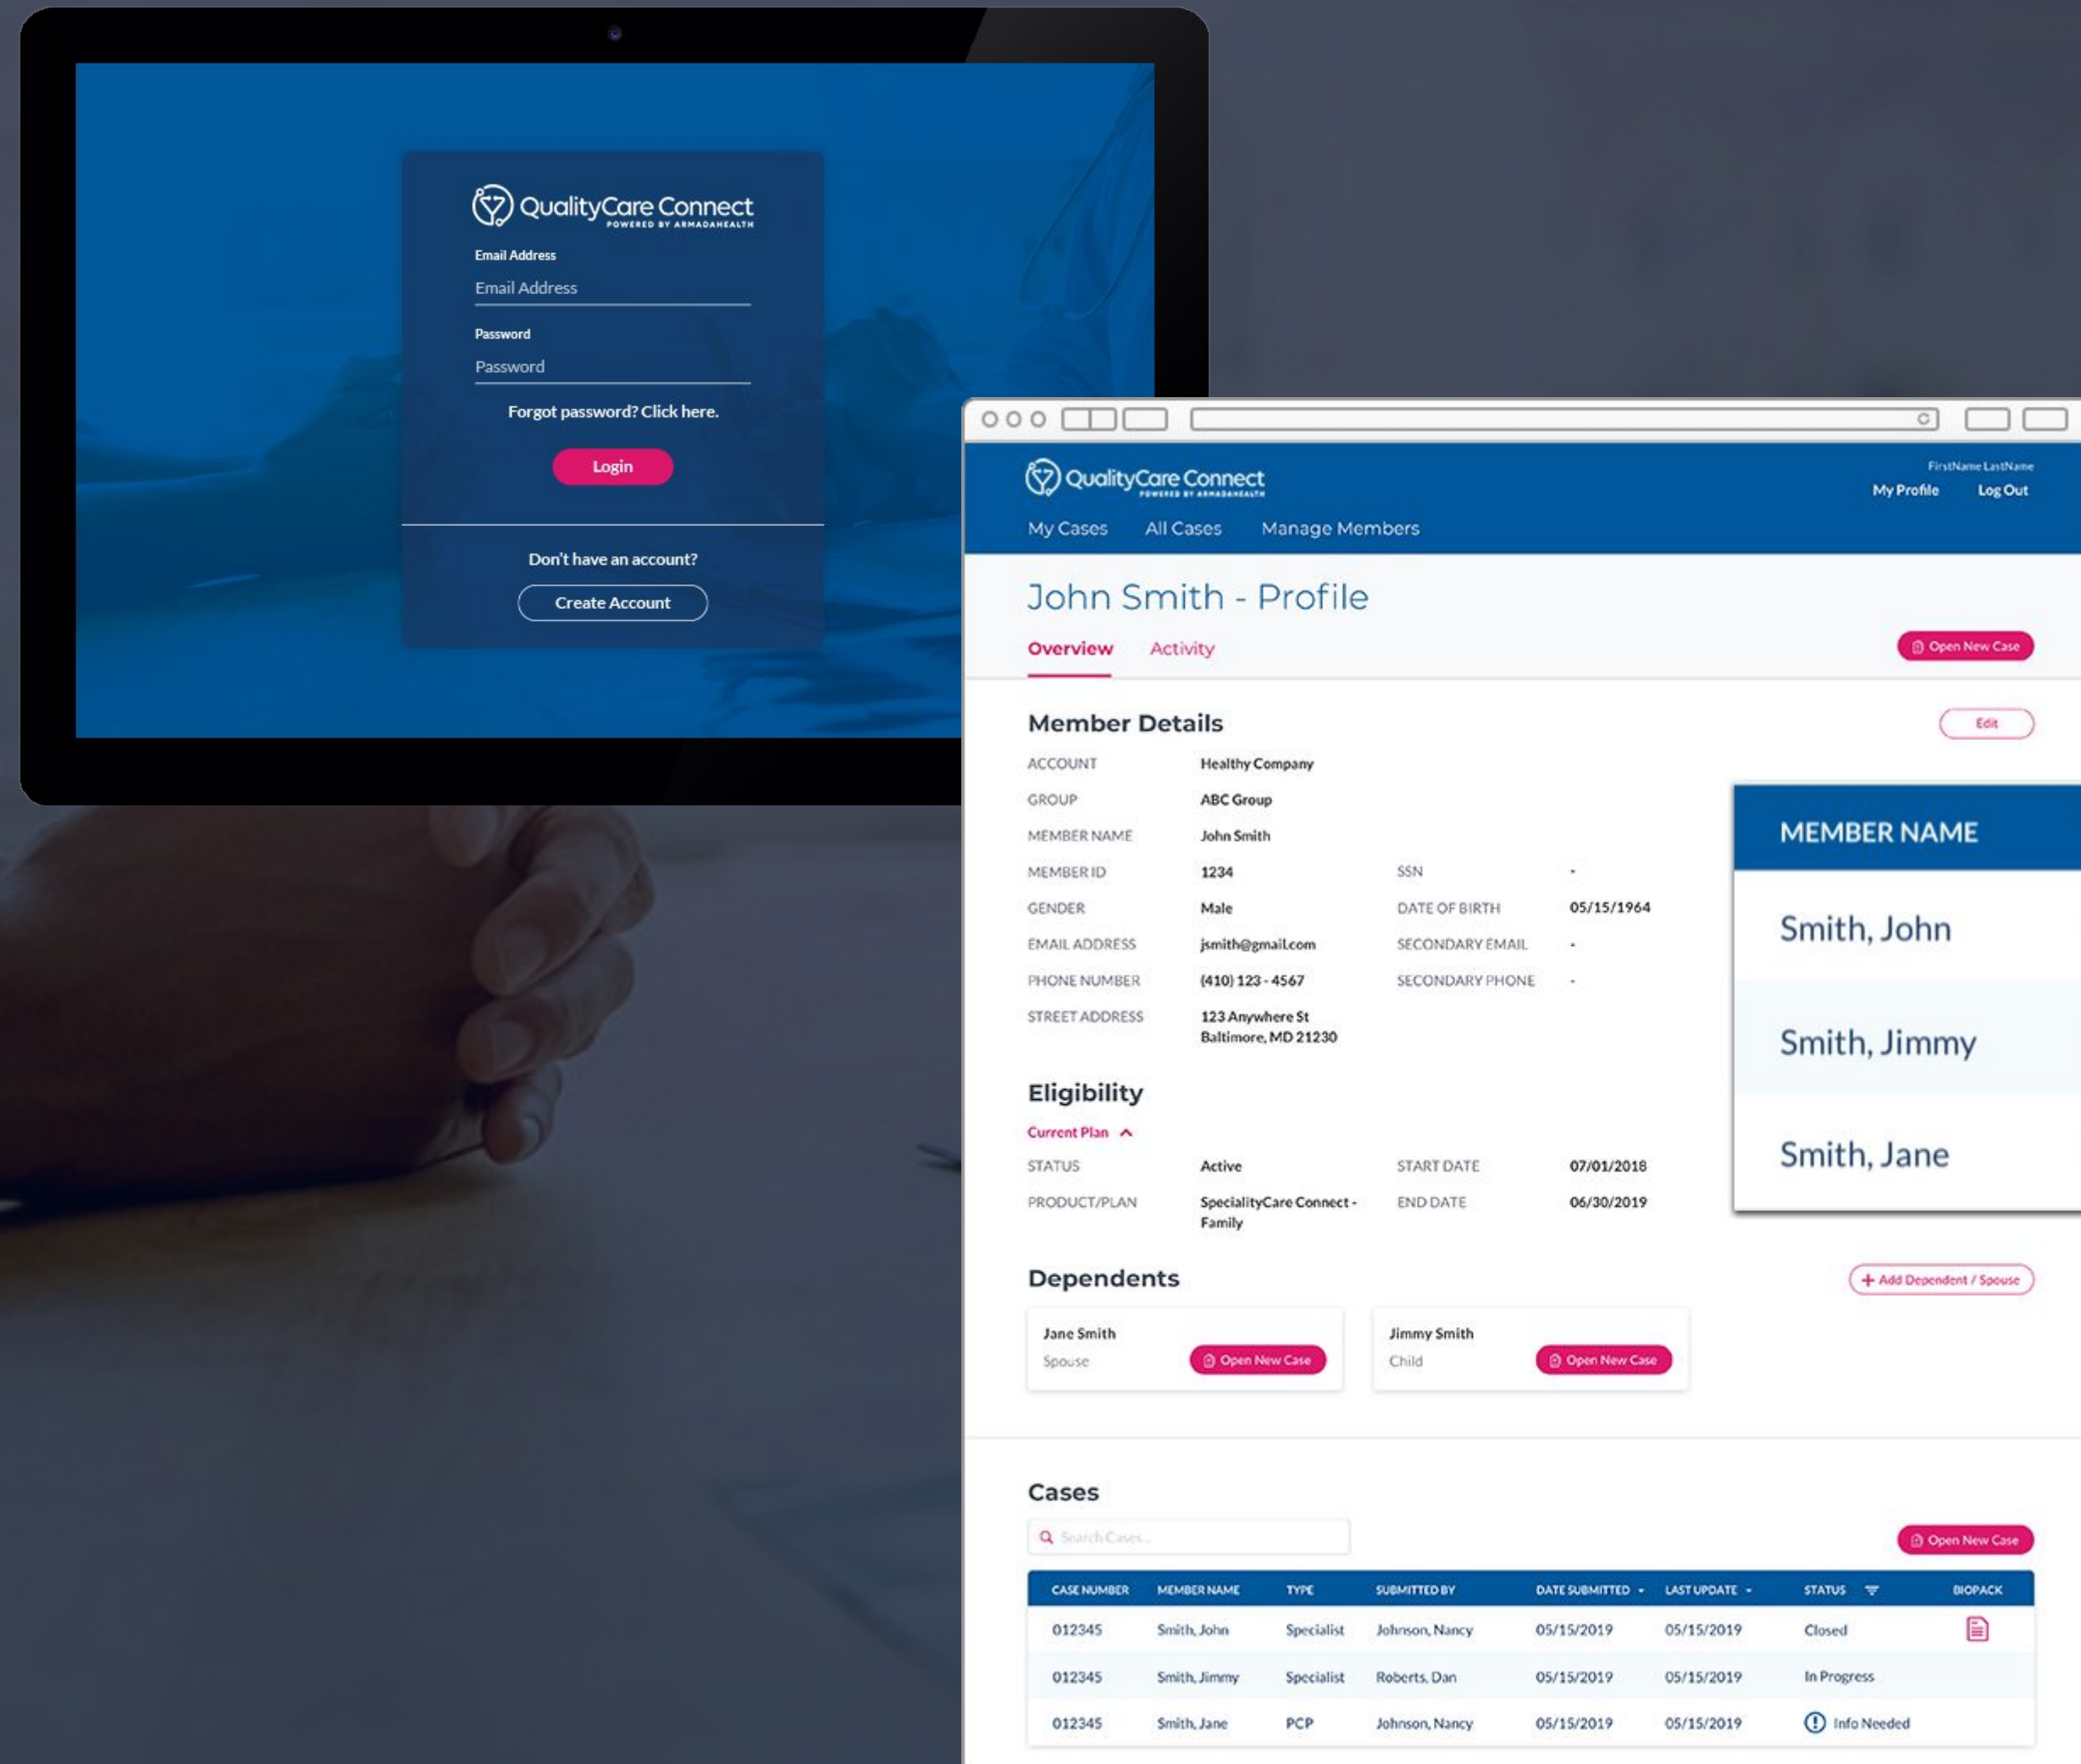 QualityCare Connect
POWERED BY ARMADAHEALTH
Email Address
Email Address
Password
Password
Forgot password? Click here.
Login
Don't have an account?
Create Account
QualityCare Connect
POWERED BY ARMADAHEALTH
FirstName LastName
My Profile Log Out
My Cases All Cases Manage Members
John Smith - Profile
Overview Activity
Open New Case
Member Details
Edit
ACCOUNT Healthy Company
GROUP ABC Group
MEMBER NAME John Smith
MEMBER ID 1234 SSN -
GENDER Male DATE OF BIRTH 05/15/1964
EMAIL ADDRESS jsmith@gmail.com SECONDARY EMAIL -
PHONE NUMBER (410) 123 - 4567 SECONDARY PHONE -
STREET ADDRESS 123 Anywhere St
Baltimore, MD 21230
MEMBER NAME
Smith, John
Smith, Jimmy
Smith, Jane
Eligibility
Current Plan
STATUS Active START DATE 07/01/2018
PRODUCT/PLAN SpecialityCare Connect - END DATE 06/30/2019
Family
Dependents
+ Add Dependent / Spouse
Jane Smith
Spouse
Open New Case
Jimmy Smith
Child
Open New Case
Cases
Search Cases..
Open New Case
CASE NUMBER MEMBER NAME TYPE SUBMITTED BY DATE SUBMITTED LAST UPDATE STATUS BIOPACK
012345 Smith, John Specialist Johnson, Nancy 05/15/2019 05/15/2019 Closed
012345 Smith, Jimmy Specialist Roberts, Dan 05/15/2019 05/15/2019 In Progress
012345 Smith, Jane PCP Johnson, Nancy 05/15/2019 05/15/2019 Info Needed